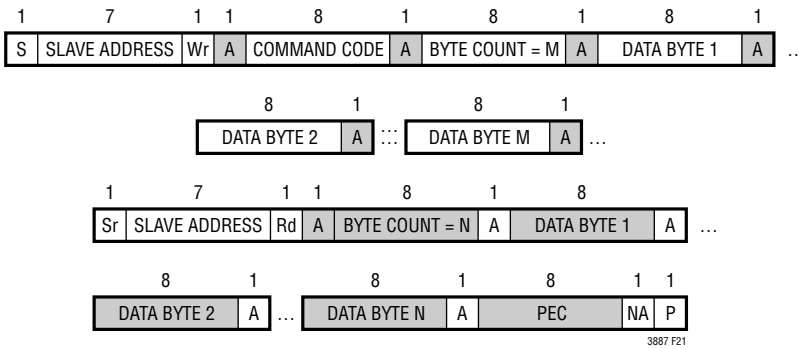 1 7 1 1 8 1 8 1 8 1
S SLAVE ADDRESS Wr A COMMAND CODE A BYTE COUNT = M A DATA BYTE 1 A …
8 1 8 1
DATA BYTE 2 A … DATA BYTE M A …
1 7 1 1 8 1 8 1
Sr SLAVE ADDRESS Rd A BYTE COUNT = N A DATA BYTE 1 A …
8 1 8 1 8 1 1
DATA BYTE 2 A … DATA BYTE N A PEC NA P
3887 F21